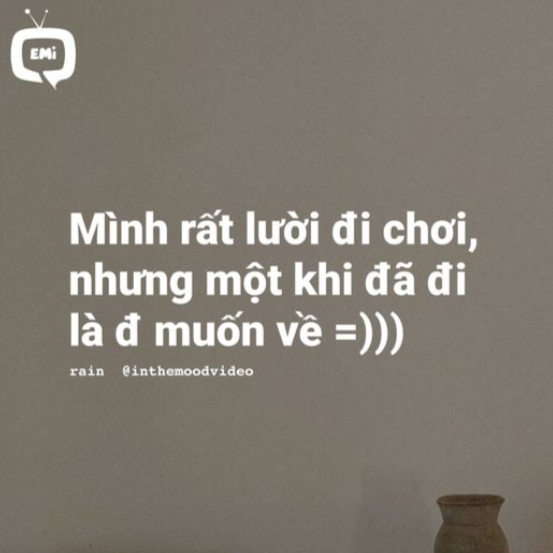 EMi
Mình rất lười đi chơi,
nhưng một khi đã đi
là đ muốn về =)))
rain @inthemoodvideo